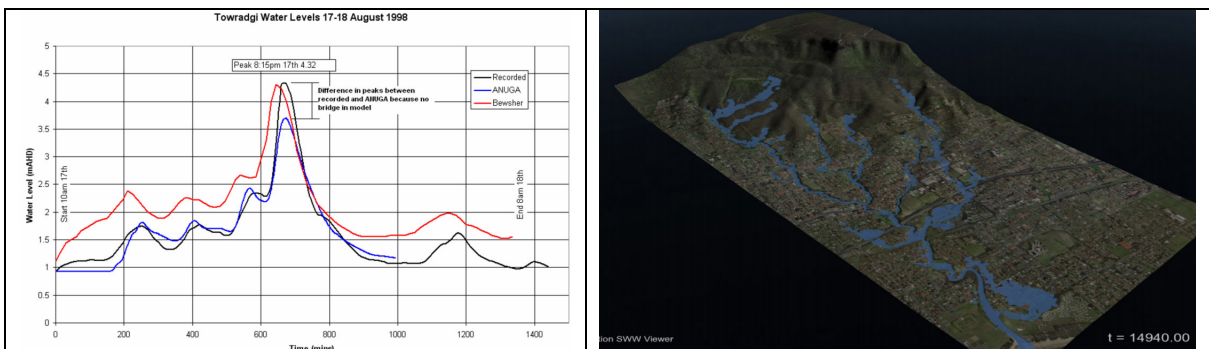 Towradgi Water Levels 17-18 August 1998
5
4.5
4
3.5
3
2.5
2
1.5
1
0.5
0
Water Level (mAHD)
Start 10am 17th
Peak 8:15pm 17th 4.32
Difference in peaks between
recorded and ANUGA because no
bridge in model
Recorded
ANUGA
Bewsher
End 8am 18th
0 200 400 600 800 1000 1200 1400
Time (mins)
tion SWW Viewer
t = 14940.00